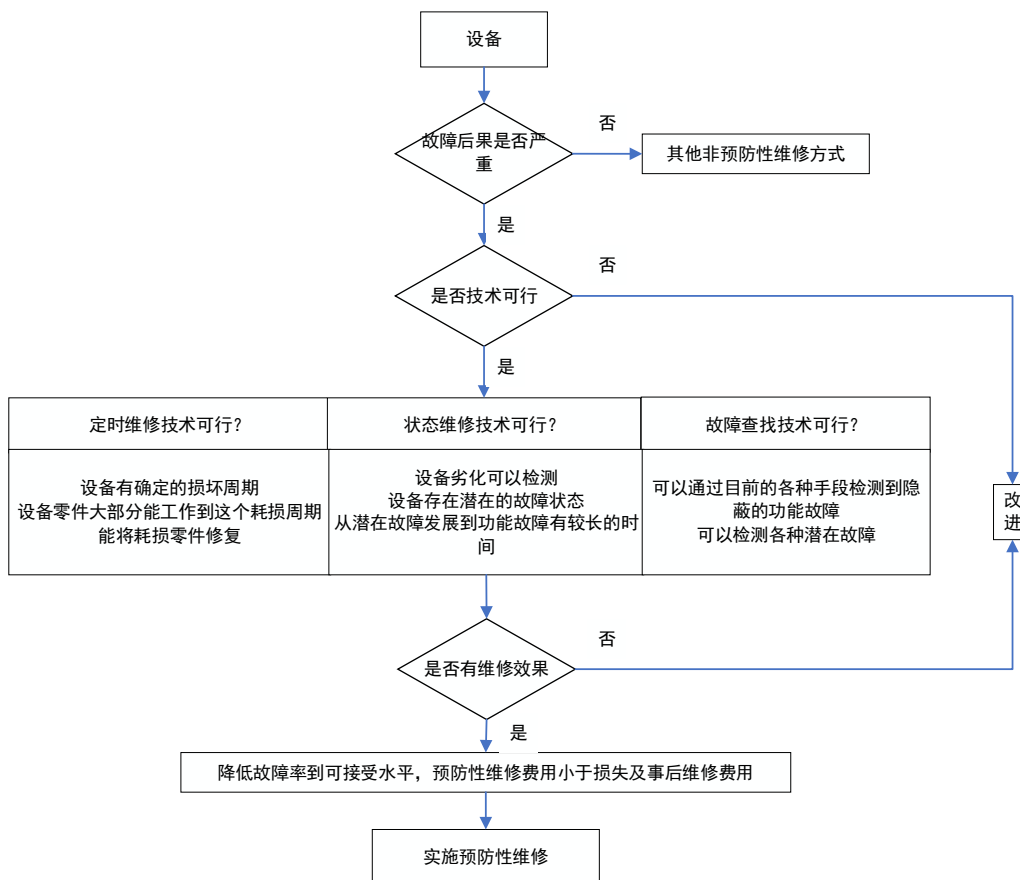 设备
故障后果是否严
重
否
其他非预防性维修方式
是
是否技术可行
否
是
定时维修技术可行？
状态维修技术可行？
故障查找技术可行？
设备有确定的损坏周期
设备零件大部分能工作到这个耗损周期
能将耗损零件修复
设备劣化可以检测
设备存在潜在的故障状态
从潜在故障发展到功能故障有较长的时
间
可以通过目前的各种手段检测到隐
蔽的功能故障
可以检测各种潜在故障
改
进
是否有维修效果
否
是
降低故障率到可接受水平，预防性维修费用小于损失及事后维修费用
实施预防性维修